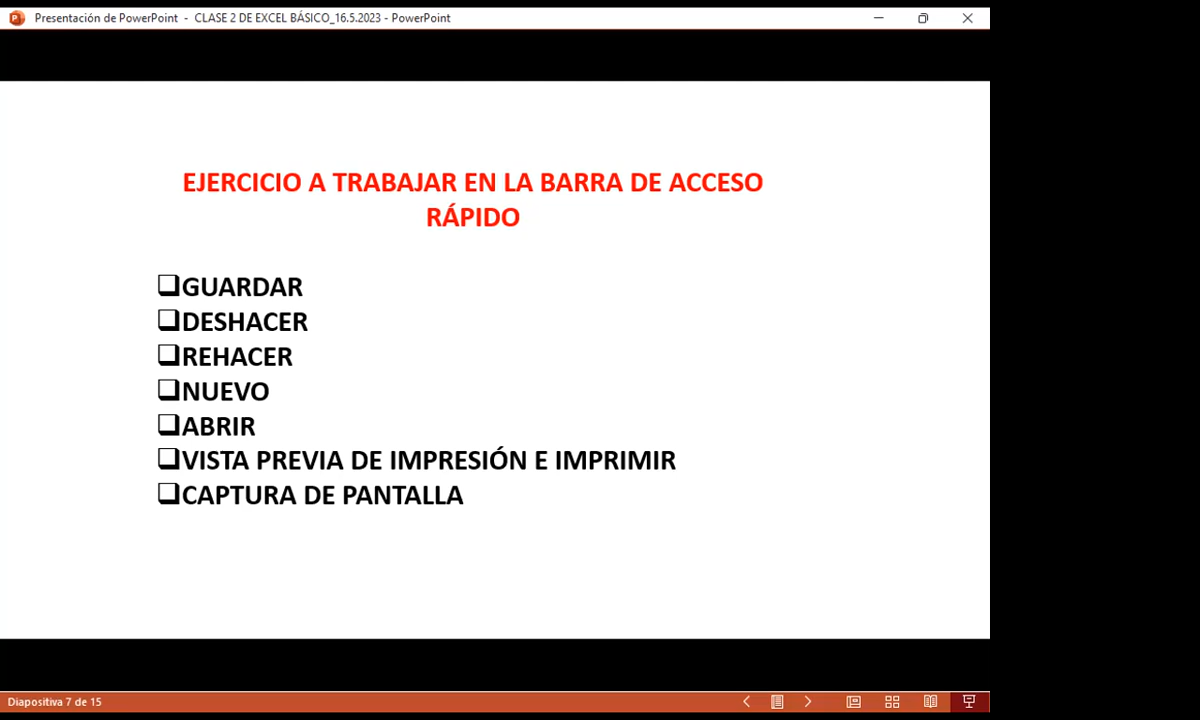 Presentación de PowerPoint - CLASE 2 DE EXCEL BÁSICO_16.5.2023 - PowerPoint
EJERCICIO A TRABAJAR EN LA BARRA DE ACCESO
RÁPIDO
❑GUARDAR
❑DESHACER
❑REHACER
❑NUEVO
❑ABRIR
❑VISTA PREVIA DE IMPRESIÓN E IMPRIMIR
❑CAPTURA DE PANTALLA
Diapositiva 7 de 15